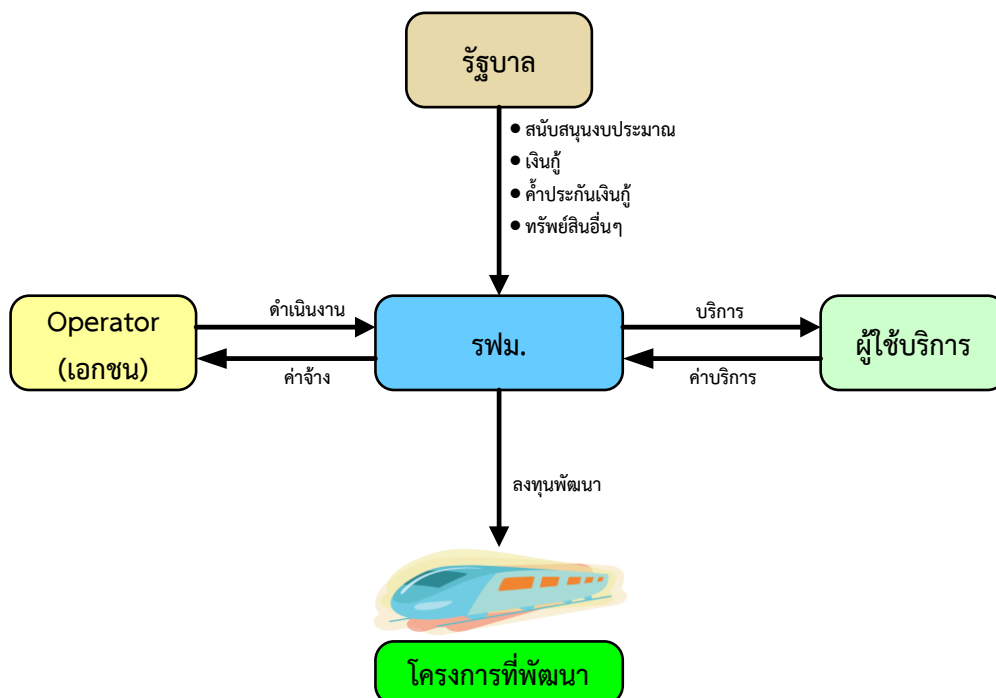 รัฐบาล
● สนับสนุนงบประมาณ
● เงินกู้
● ค้ำประกันเงินกู้
● ทรัพย์สินอื่นๆ
Operator
(เอกชน)
ดำเนินงาน
ค่าจ้าง
รฟม.
บริการ
ค่าบริการ
ผู้ใช้บริการ
ลงทุนพัฒนา
โครงการที่พัฒนา